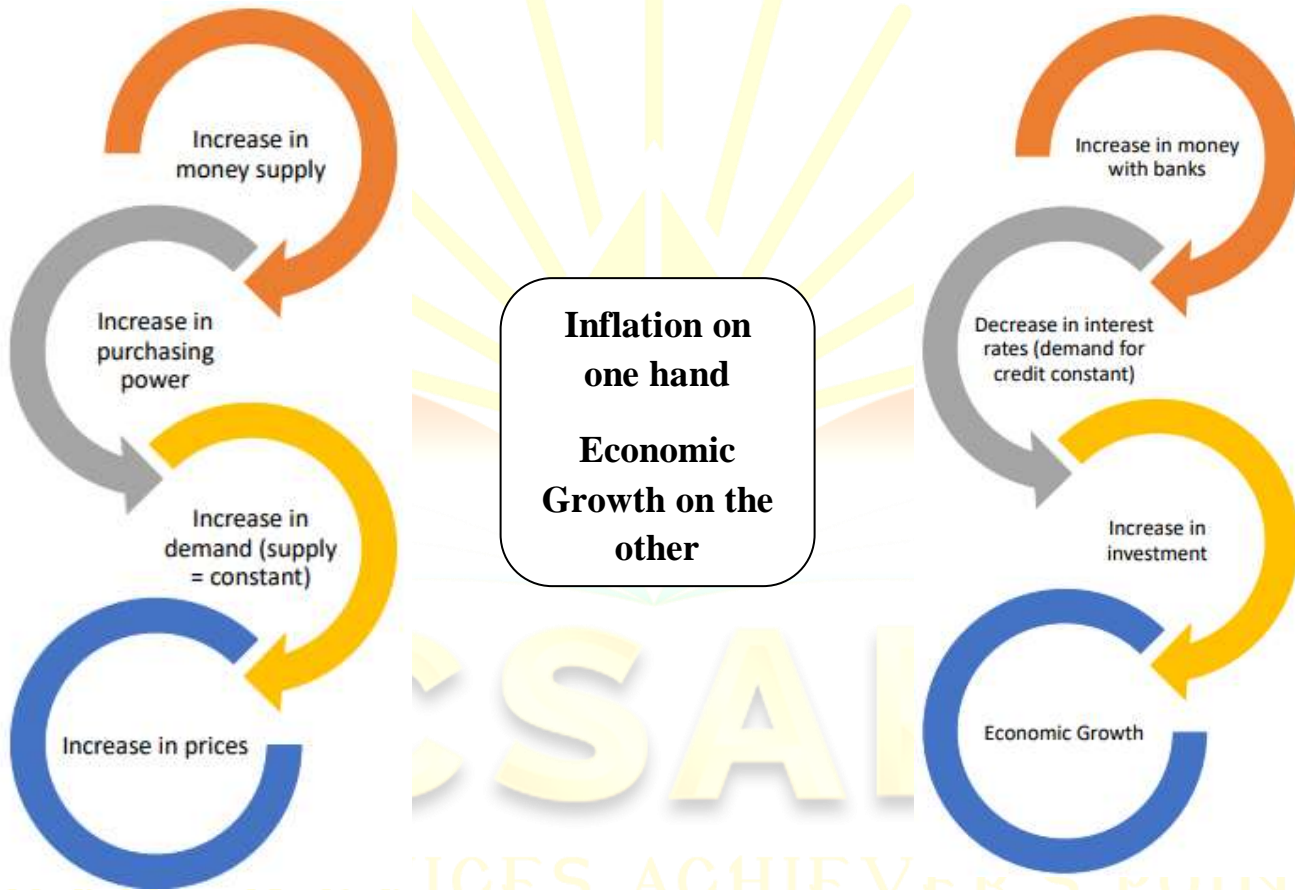 Increase in
money supply
Increase in
purchasing
power
Increase in
demand (supply
= constant)
Increase in prices
Inflation on
one hand
Economic
Growth on the
other
Increase in money
with banks
Decrease in interest
rates (demand for
credit constant)
Increase in
investment
Economic Growth
CSA